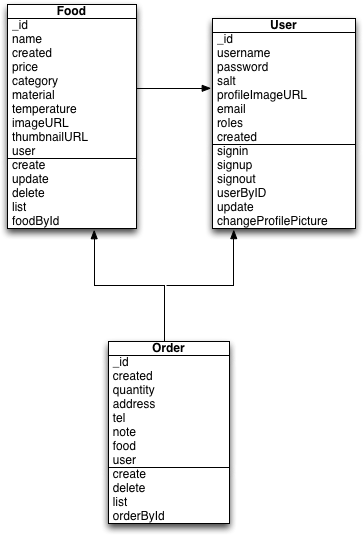 Food
_id
name
created
price
category
material
temperature
imageURL
thumbnailURL
user
create
update
delete
list
foodById
User
_id
username
password
salt
profileImageURL
email
roles
created
signin
signup
signout
userByID
update
changeProfilePicture
Order
_id
created
quantity
address
tel
note
food
user
create
delete
list
orderById